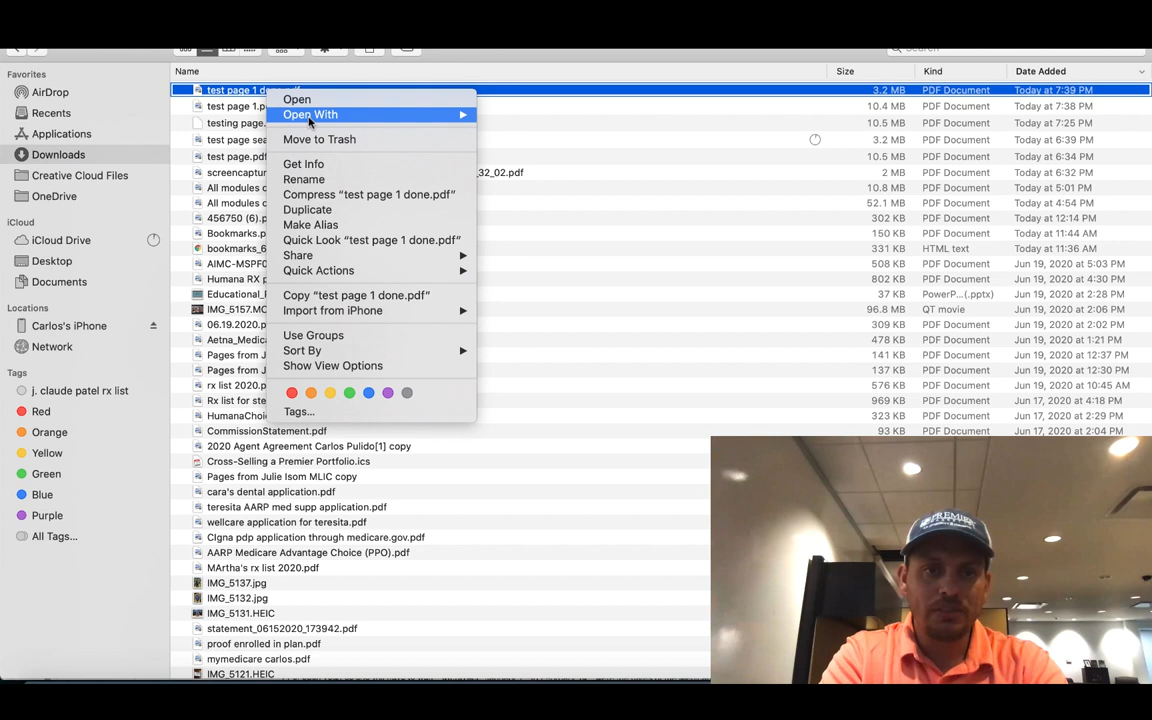 Search
Favorites
AirDrop
Recents
Applications
Downloads
Creative Cloud Files
OneDrive
iCloud
iCloud Drive
Desktop
Documents
Locations
Carlos's iPhone
Network
Tags
j. claude patel rx list
Red
Orange
Yellow
Green
Blue
Purple
All Tags...
Name Size Kind Date Added
test page 1 done.pdf 3.2 MB PDF Document Today at 7:39 PM
test page 1.p 10.4 MB PDF Document Today at 7:38 PM
testing page. 10.5 MB PDF Document Today at 7:25 PM
test page sea 3.2 MB PDF Document Today at 6:39 PM
test page.pdf 10.5 MB PDF Document Today at 6:34 PM
screencaptur _32_02.pdf 2 MB PDF Document Today at 6:32 PM
All modules c 10.8 MB PDF Document Today at 5:01 PM
All modules c 52.1 MB PDF Document Today at 4:54 PM
456750 (6).p 302 KB PDF Document Today at 12:14 PM
Bookmarks.p 150 KB PDF Document Today at 11:44 AM
bookmarks_6 331 KB HTML text Today at 11:36 AM
AIMC-MSPF0 508 KB PDF Document Jun 19, 2020 at 5:03 PM
Humana RX p 802 KB PDF Document Jun 19, 2020 at 4:30 PM
Educational_F 37 KB PowerP...(.pptx) Jun 19, 2020 at 2:28 PM
IMG_5157.MO 96.8 MB QT movie Jun 19, 2020 at 2:06 PM
06.19.2020.p 309 KB PDF Document Jun 19, 2020 at 2:02 PM
Aetna_Medica 478 KB PDF Document Jun 19, 2020 at 1:21 PM
Pages from J 141 KB PDF Document Jun 19, 2020 at 12:37 PM
Pages from J 137 KB PDF Document Jun 19, 2020 at 12:30 PM
rx list 2020.p 576 KB PDF Document Jun 19, 2020 at 10:45 AM
Rx list for ste 969 KB PDF Document Jun 17, 2020 at 4:18 PM
HumanaChoic 323 KB PDF Document Jun 17, 2020 at 2:29 PM
CommissionStatement.pdf 93 KB PDF Document Jun 17, 2020 at 2:04 PM
2020 Agent Agreement Carlos Pulido[1] copy
Cross-Selling a Premier Portfolio.ics
Pages from Julie Isom MLIC copy
cara's dental application.pdf
teresita AARP med supp application.pdf
wellcare application for teresita.pdf
CIgna pdp application through medicare.gov.pdf
AARP Medicare Advantage Choice (PPO).pdf
MArtha's rx list 2020.pdf
IMG_5137.jpg
IMG_5132.jpg
IMG_5131.HEIC
statement_06152020_173942.pdf
proof enrolled in plan.pdf
mymedicare carlos.pdf
IMG_5121.HEIC
Open
Open With
Move to Trash
Get Info
Rename
Compress “test page 1 done.pdf”
Duplicate
Make Alias
Quick Look “test page 1 done.pdf”
Share
Quick Actions
Copy “test page 1 done.pdf”
Import from iPhone
Use Groups
Sort By
Show View Options
Tags...
PREMIER